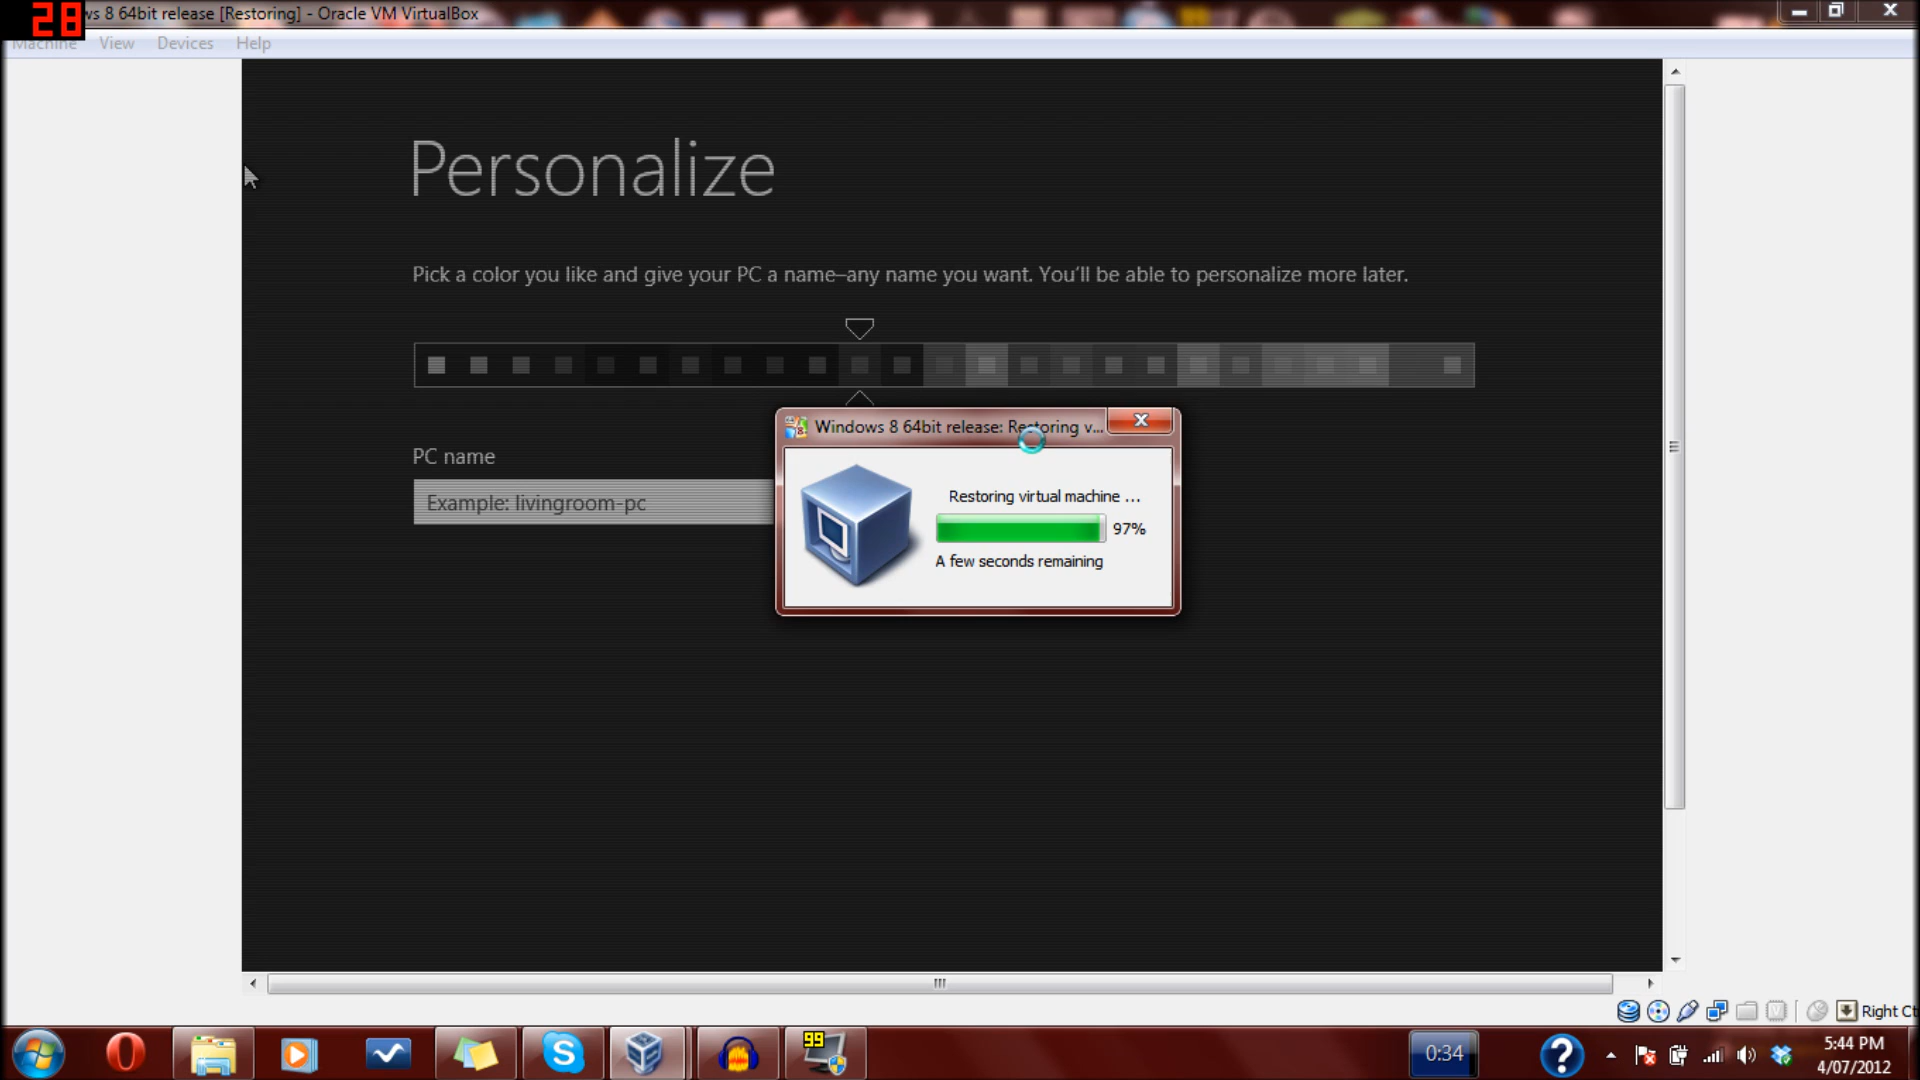 28
ws 8 64bit release [Restoring] - Oracle VM VirtualBox
Machine View Devices Help
Personalize
Pick a color you like and give your PC a name–any name you want. You'll be able to personalize more later.
Windows 8 64bit release: Restoring v...
PC name
Example: livingroom-pc
Restoring virtual machine ...
97%
A few seconds remaining
Right Ct
99
0:34
5:44 PM
4/07/2012